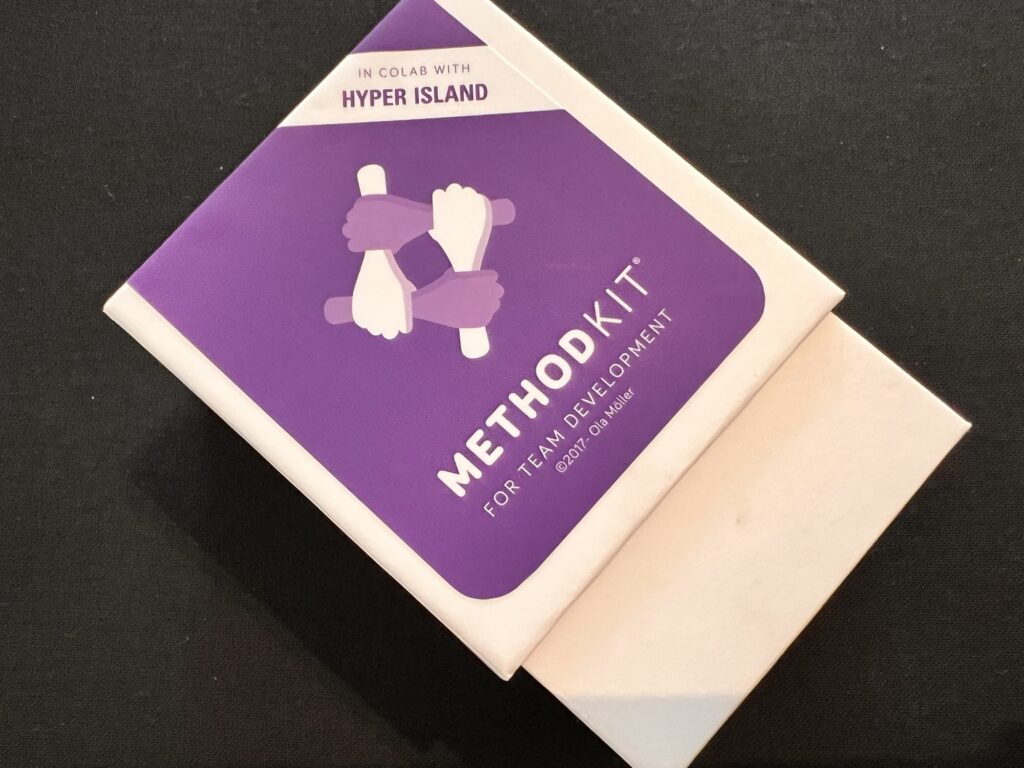 IN COLAB WITH
HYPER ISLAND
METHODKIT®
FOR TEAM DEVELOPMENT
©2017- Ola Möller